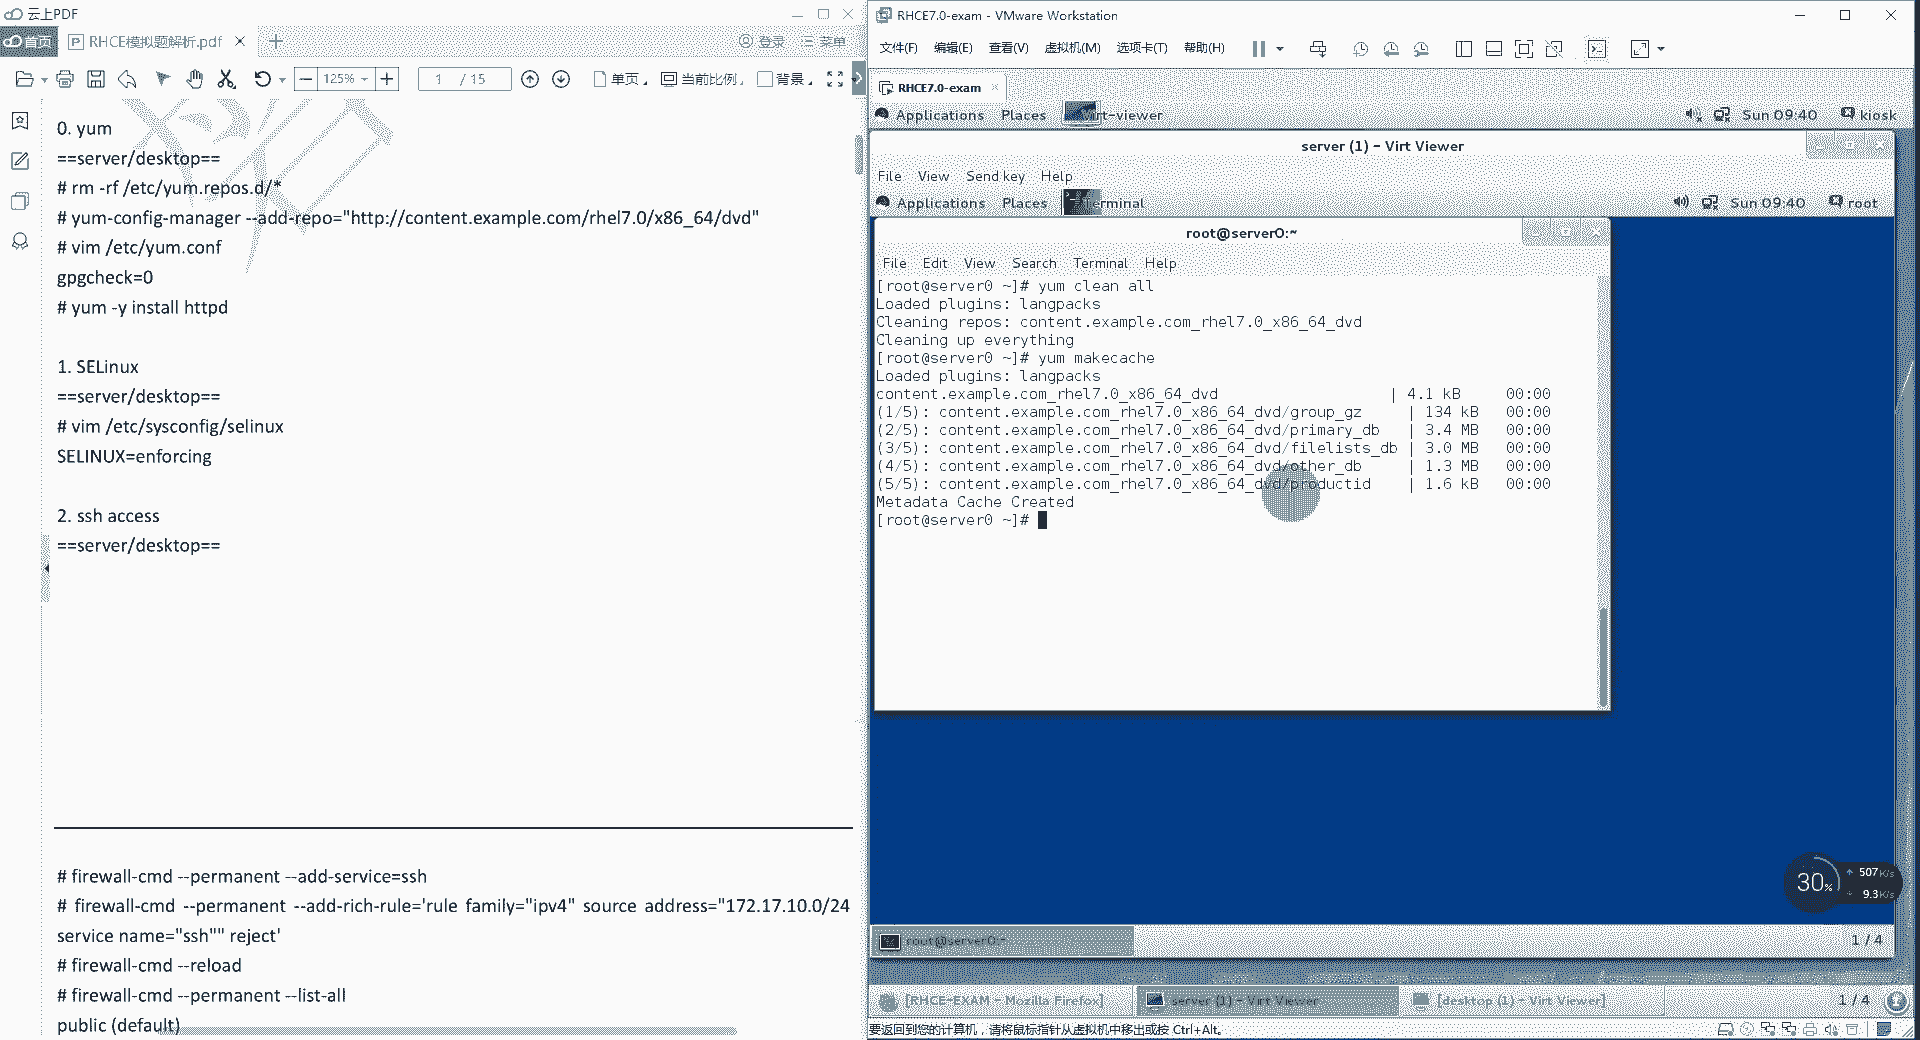 云上PDF
首页
RHCE模拟题解析.pdf
登录
菜单
125%
1 / 15
单页
当前比例
背景
0. yum
==server/desktop==
# rm -rf /etc/yum.repos.d/*
# yum-config-manager --add-repo="http://content.example.com/rhel7.0/x86_64/dvd"
# vim /etc/yum.conf
gpgcheck=0
# yum -y install httpd
1. SELinux
==server/desktop==
# vim /etc/sysconfig/selinux
SELINUX=enforcing
2. ssh access
==server/desktop==
# firewall-cmd --permanent --add-service=ssh
# firewall-cmd --permanent --add-rich-rule='rule family="ipv4" source address="172.17.10.0/24
service name="ssh"" reject'
# firewall-cmd --reload
# firewall-cmd --permanent --list-all
public (default)
RHCE7.0-exam - VMware Workstation
文件(F) 编辑(E) 查看(V) 虚拟机(M) 选项卡(T) 帮助(H)
RHCE7.0-exam
Applications Places virt-viewer Sun 09:40 kiosk
server (1) - Virt Viewer
File View Send key Help
Applications Places Terminal Sun 09:40 root
root@server0:~
File Edit View Search Terminal Help
[root@server0 ~]# yum clean all
Loaded plugins: langpacks
Cleaning repos: content.example.com_rhel7.0_x86_64_dvd
Cleaning up everything
[root@server0 ~]# yum makecache
Loaded plugins: langpacks
content.example.com_rhel7.0_x86_64_dvd | 4.1 kB 00:00
(1/5): content.example.com_rhel7.0_x86_64_dvd/group_gz | 134 kB 00:00
(2/5): content.example.com_rhel7.0_x86_64_dvd/primary_db | 3.4 MB 00:00
(3/5): content.example.com_rhel7.0_x86_64_dvd/filelists_db | 3.0 MB 00:00
(4/5): content.example.com_rhel7.0_x86_64_dvd/other_db | 1.3 MB 00:00
(5/5): content.example.com_rhel7.0_x86_64_dvd/productid | 1.6 kB 00:00
Metadata Cache Created
[root@server0 ~]#
30% 507K/s
9.3K/s
root@server0:~ 1 / 4
[RHCE-EXAM - Mozilla Firefox] server (1) - Virt Viewer [desktop (1) - Virt Viewer] 1 / 4
要返回到您的计算机，请将鼠标指针从虚拟机中移出或按 Ctrl+Alt。